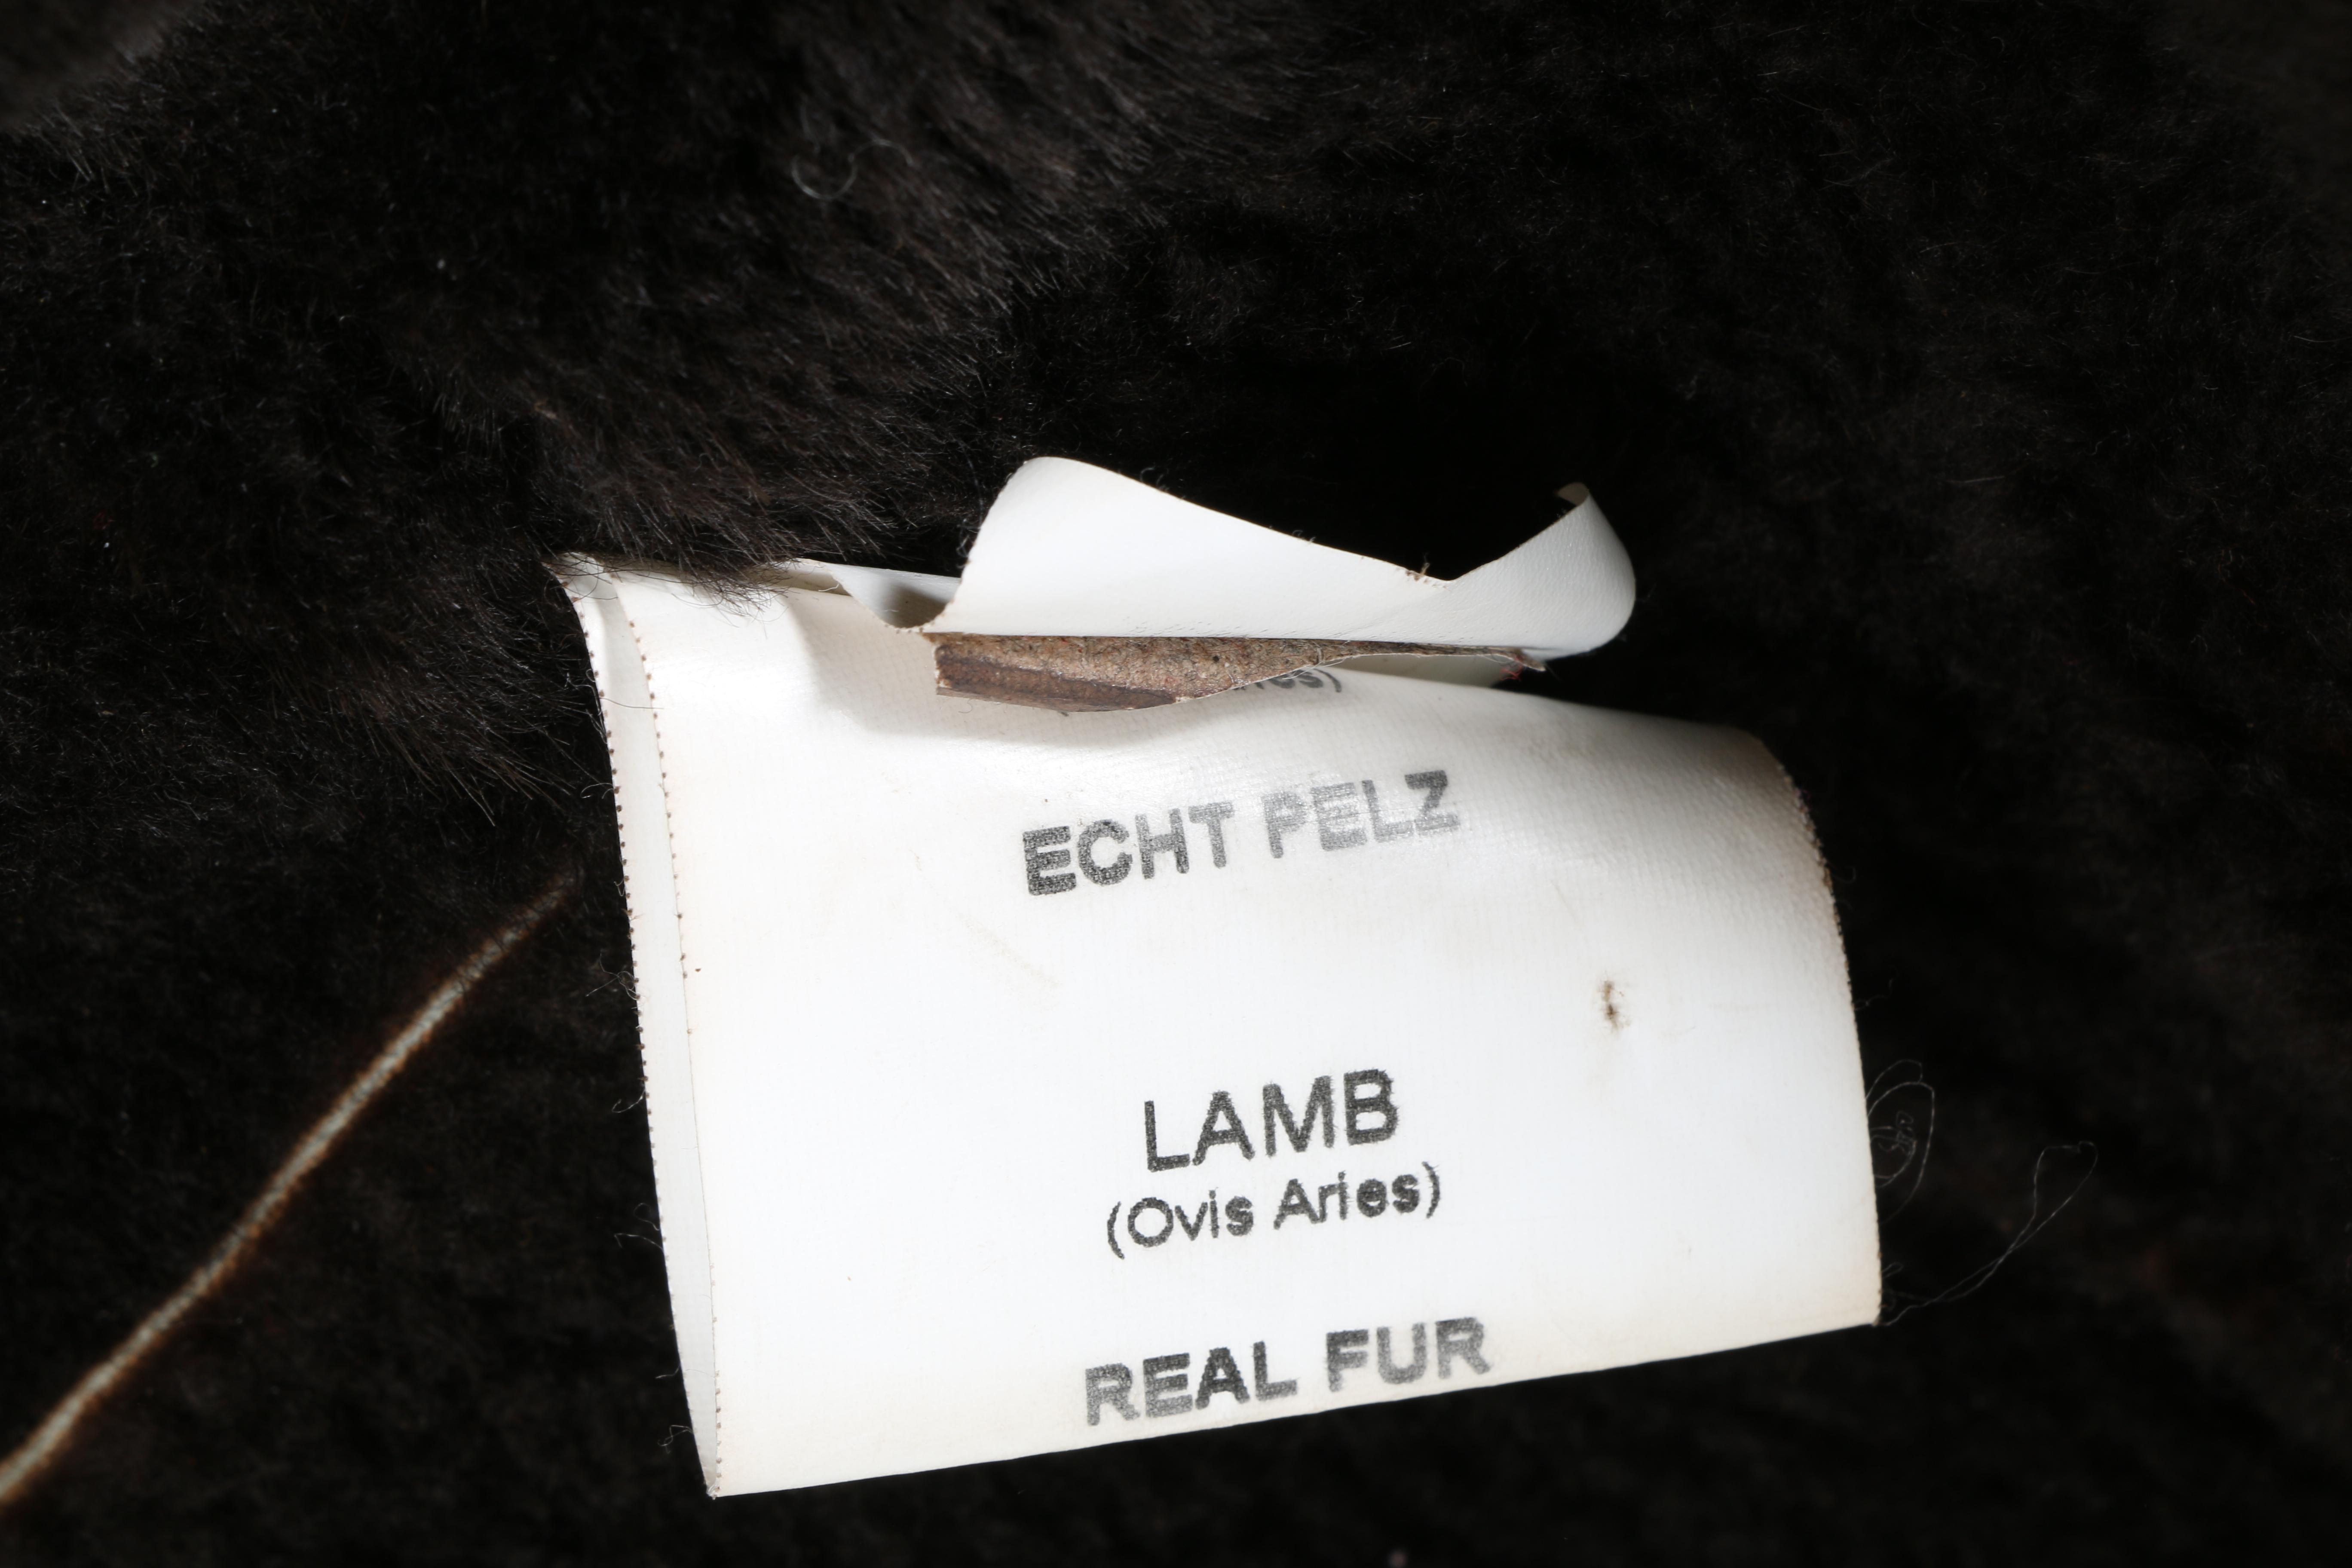 ECHT PELZ
LAMB
(Ovis Aries)
REAL FUR